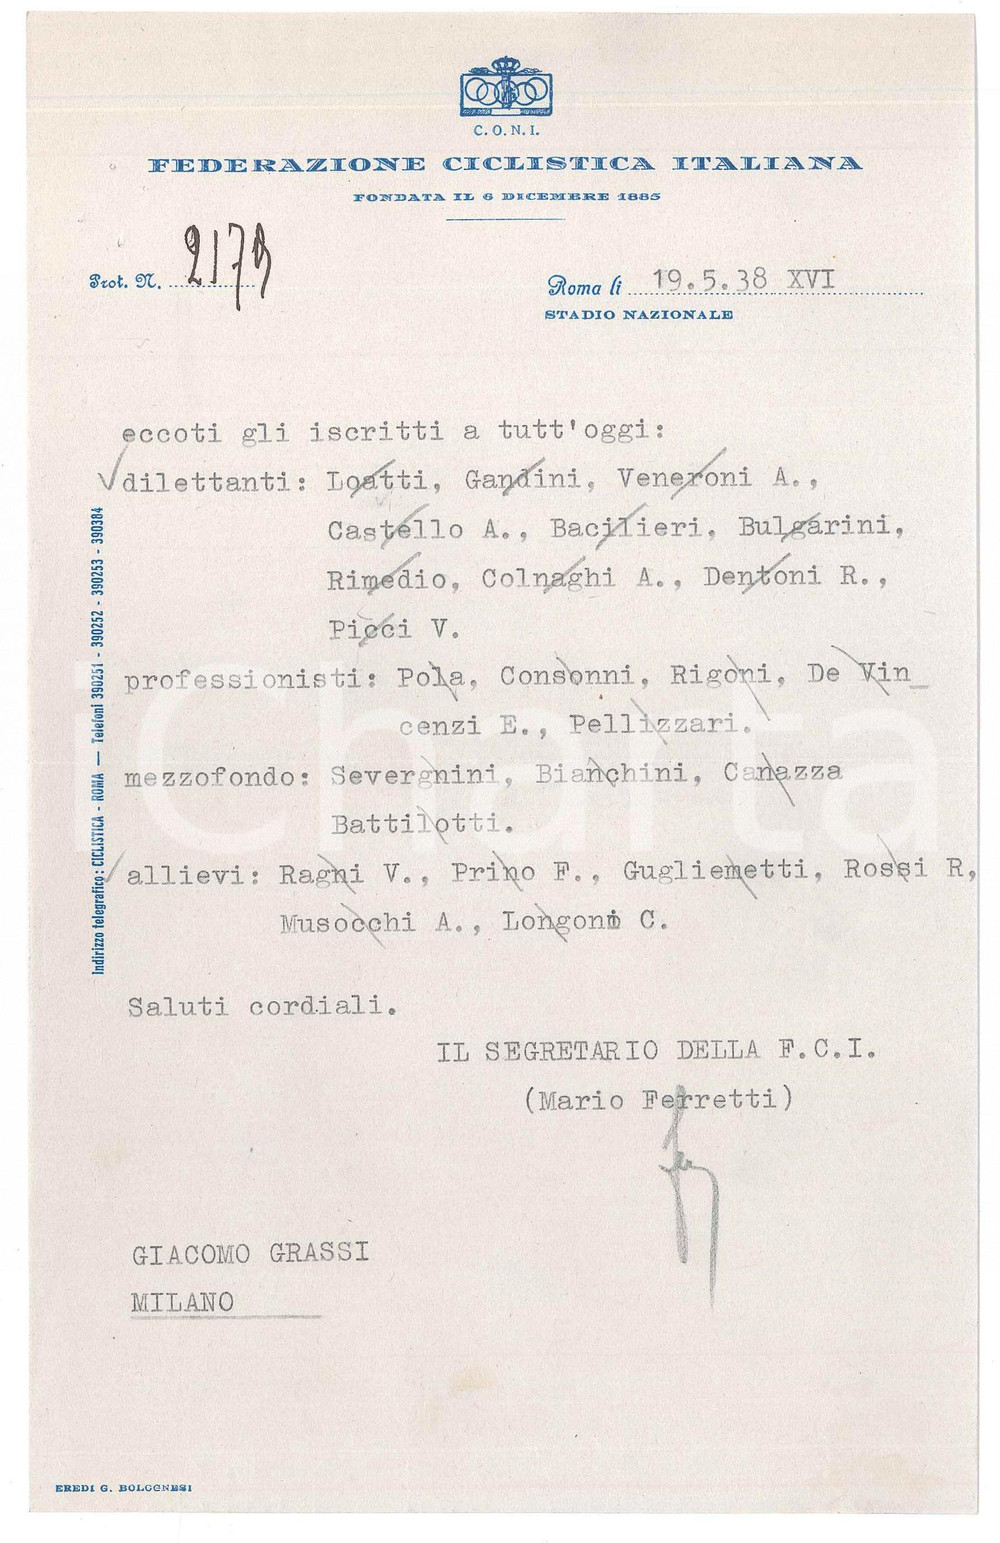 C. O. N. I.
FEDERAZIONE CICLISTICA ITALIANA
FONDATA IL 6 DICEMBRE 1885
Prot. N. 2179
Roma li 19.5.38 XVI
STADIO NAZIONALE
eccoti gli iscritti a tutt'oggi:
dilettanti: Loatti, Gandini, Veneroni A.,
Castello A., Bacilieri, Bulgarini,
Rimedio, Colnaghi A., Dentoni R.,
Picci V.
professionisti: Pola, Consonni, Rigoni, De Vin_
cenzi E., Pellizzari.
mezzofondo: Severgnini, Bianchini, Canazza
Battilotti.
allievi: Ragni V., Prino F., Gugliemetti, Rossi R,
Musocchi A., Longoni C.
Saluti cordiali.
IL SEGRETARIO DELLA F.C.I.
(Mario Ferretti)
GIACOMO GRASSI
MILANO
Indirizzo telegrafico: CICLISTICA - ROMA — Telefoni 390251 - 390252 - 390253 - 390384
EREDI G. BOLOGNESI
iCharta